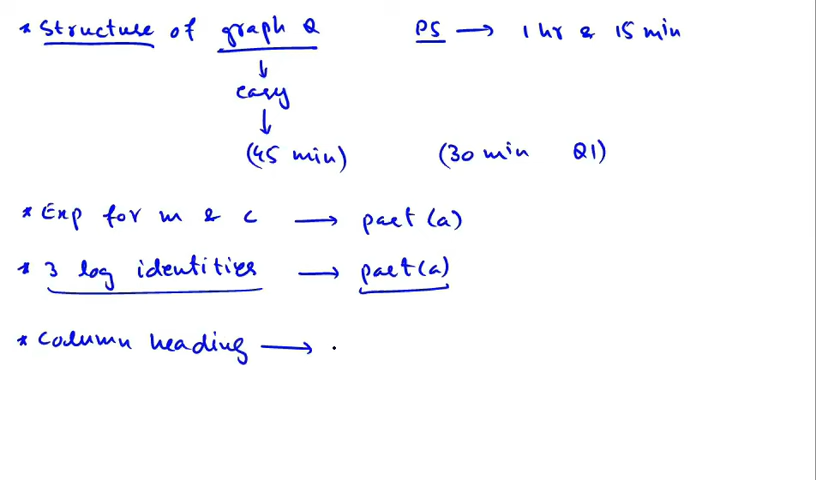 * Structure of graph Q P5 → 1 hr & 15 min
↓
easy
↓
(45 min) (30 min Q1)
* Exp for m & c → part (a)
* 3 log identities → part (a)
* Column heading →